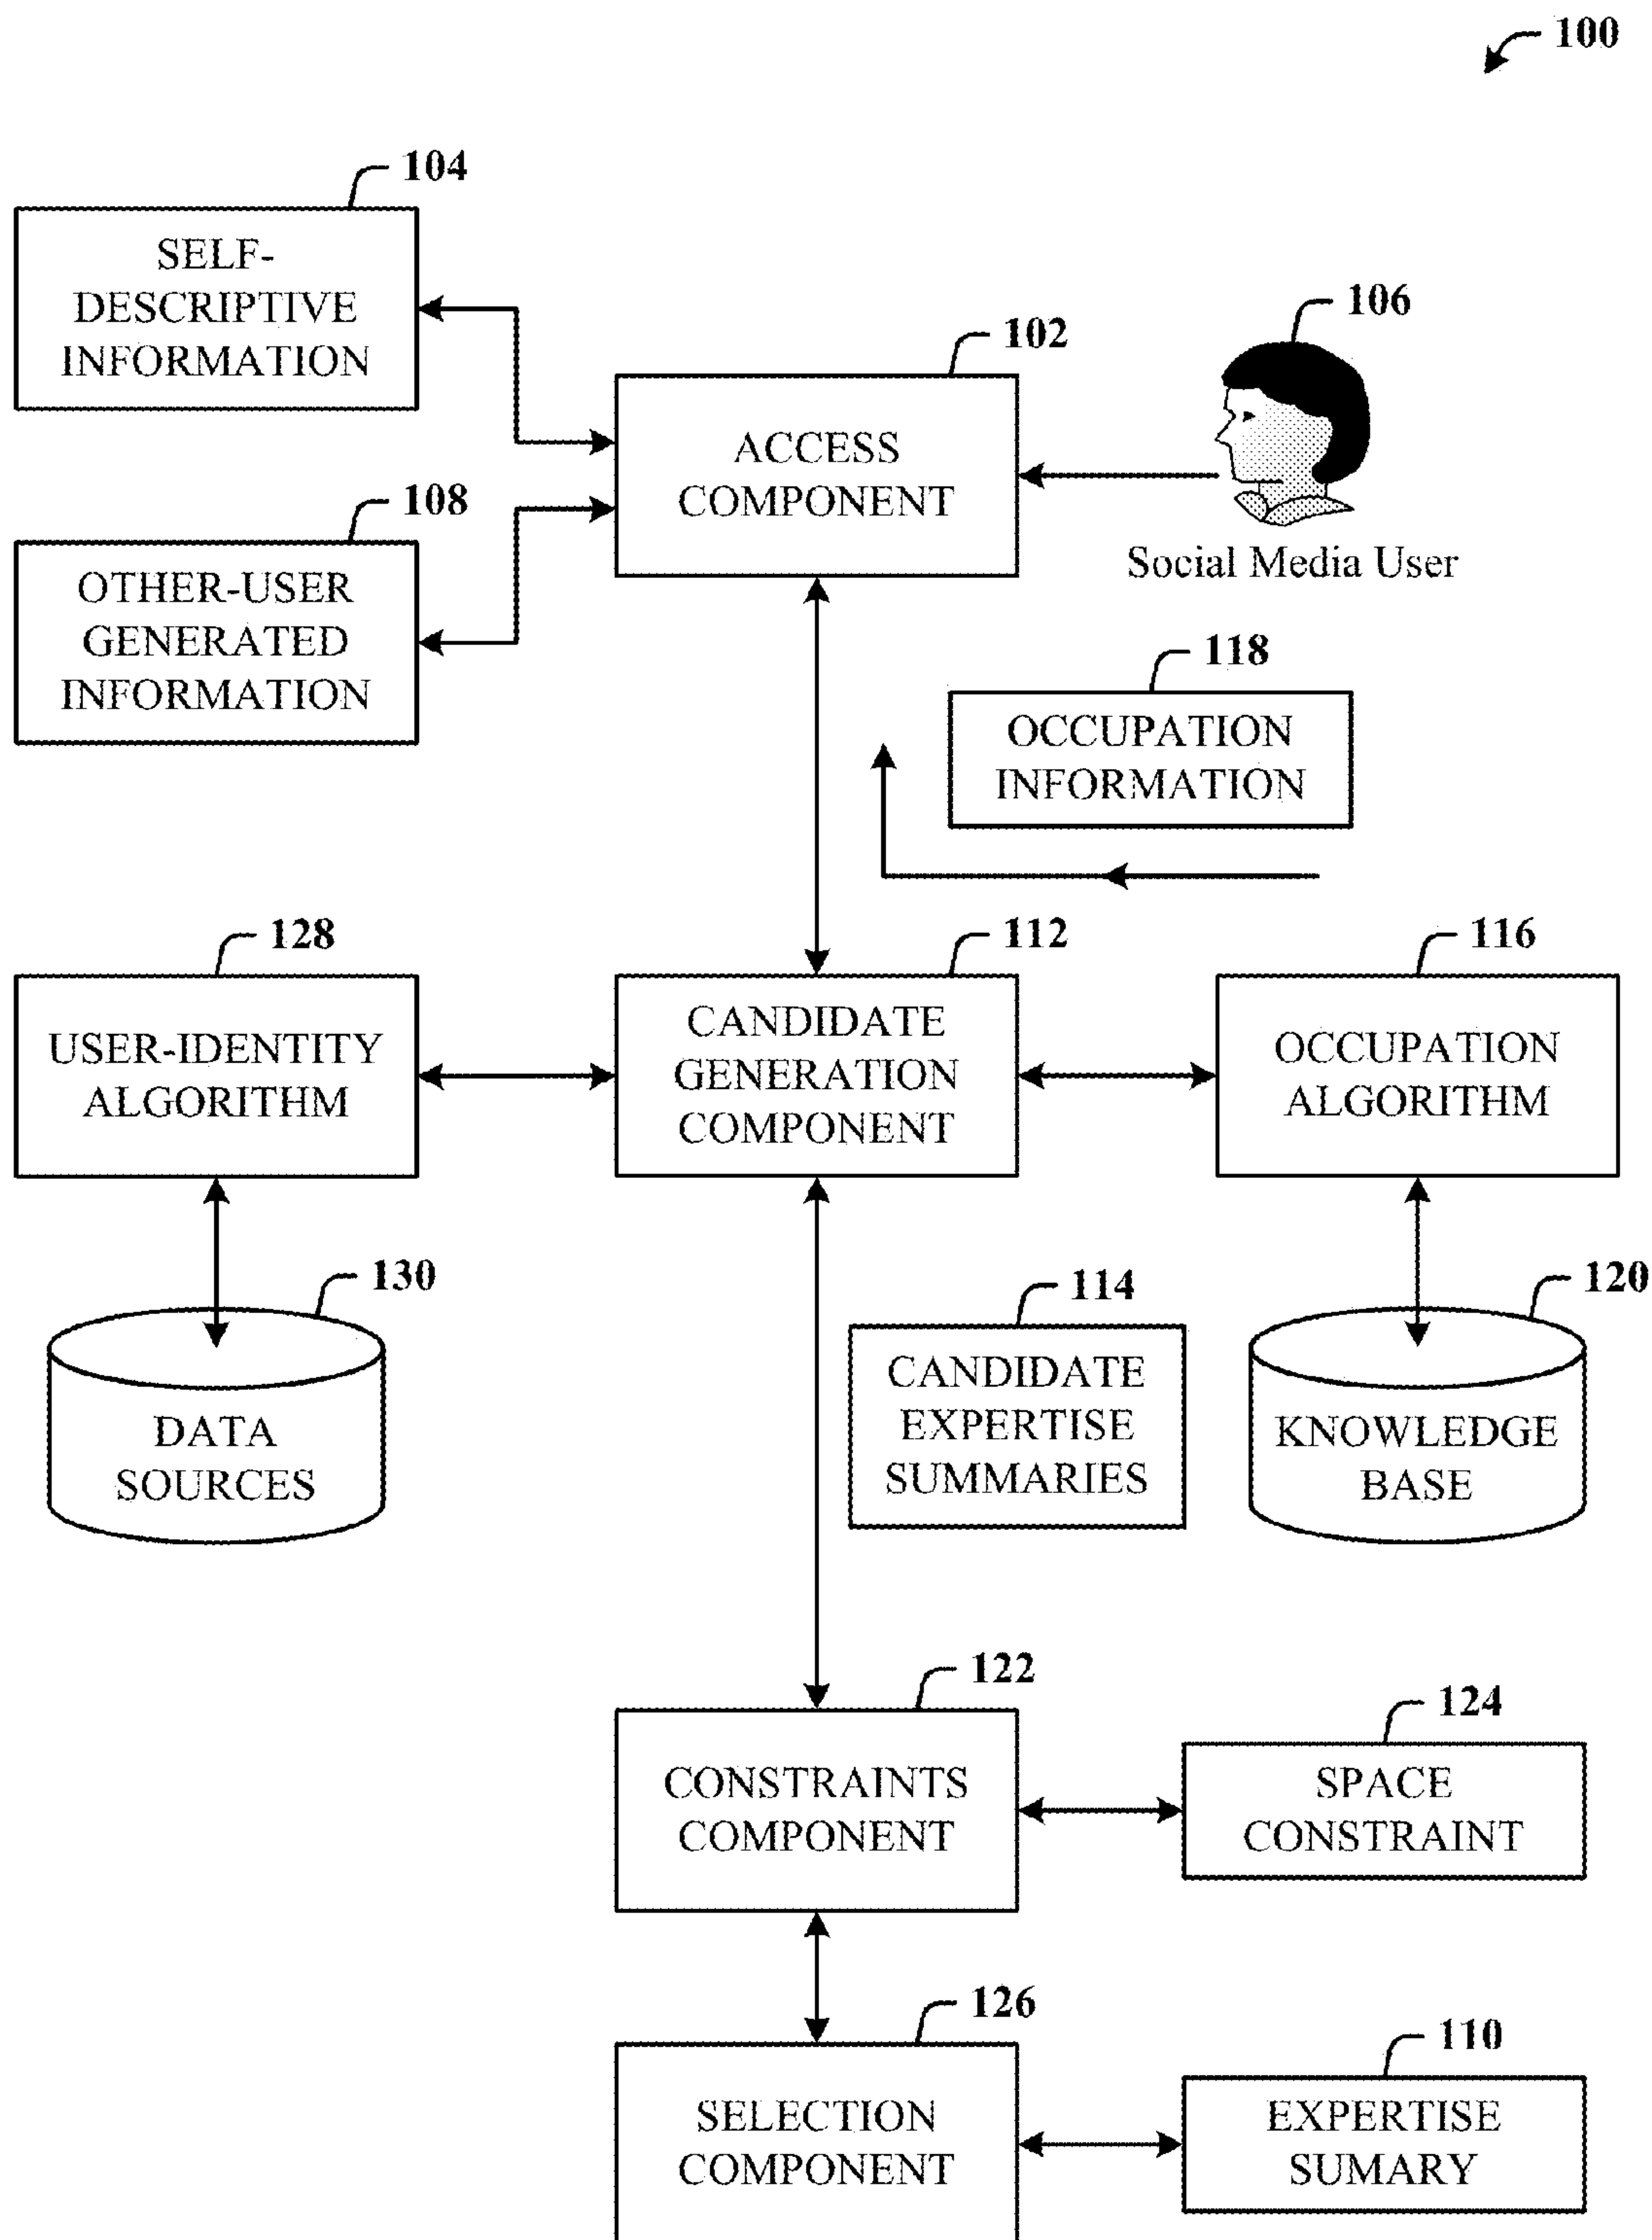 100
104
SELF-
DESCRIPTIVE
INFORMATION
106
102
ACCESS
COMPONENT
Social Media User
108
OTHER-USER
GENERATED
INFORMATION
118
OCCUPATION
INFORMATION
128
USER-IDENTITY
ALGORITHM
112
CANDIDATE
GENERATION
COMPONENT
116
OCCUPATION
ALGORITHM
130
DATA
SOURCES
114
CANDIDATE
EXPERTISE
SUMMARIES
120
KNOWLEDGE
BASE
122
CONSTRAINTS
COMPONENT
124
SPACE
CONSTRAINT
126
SELECTION
COMPONENT
110
EXPERTISE
SUMARY